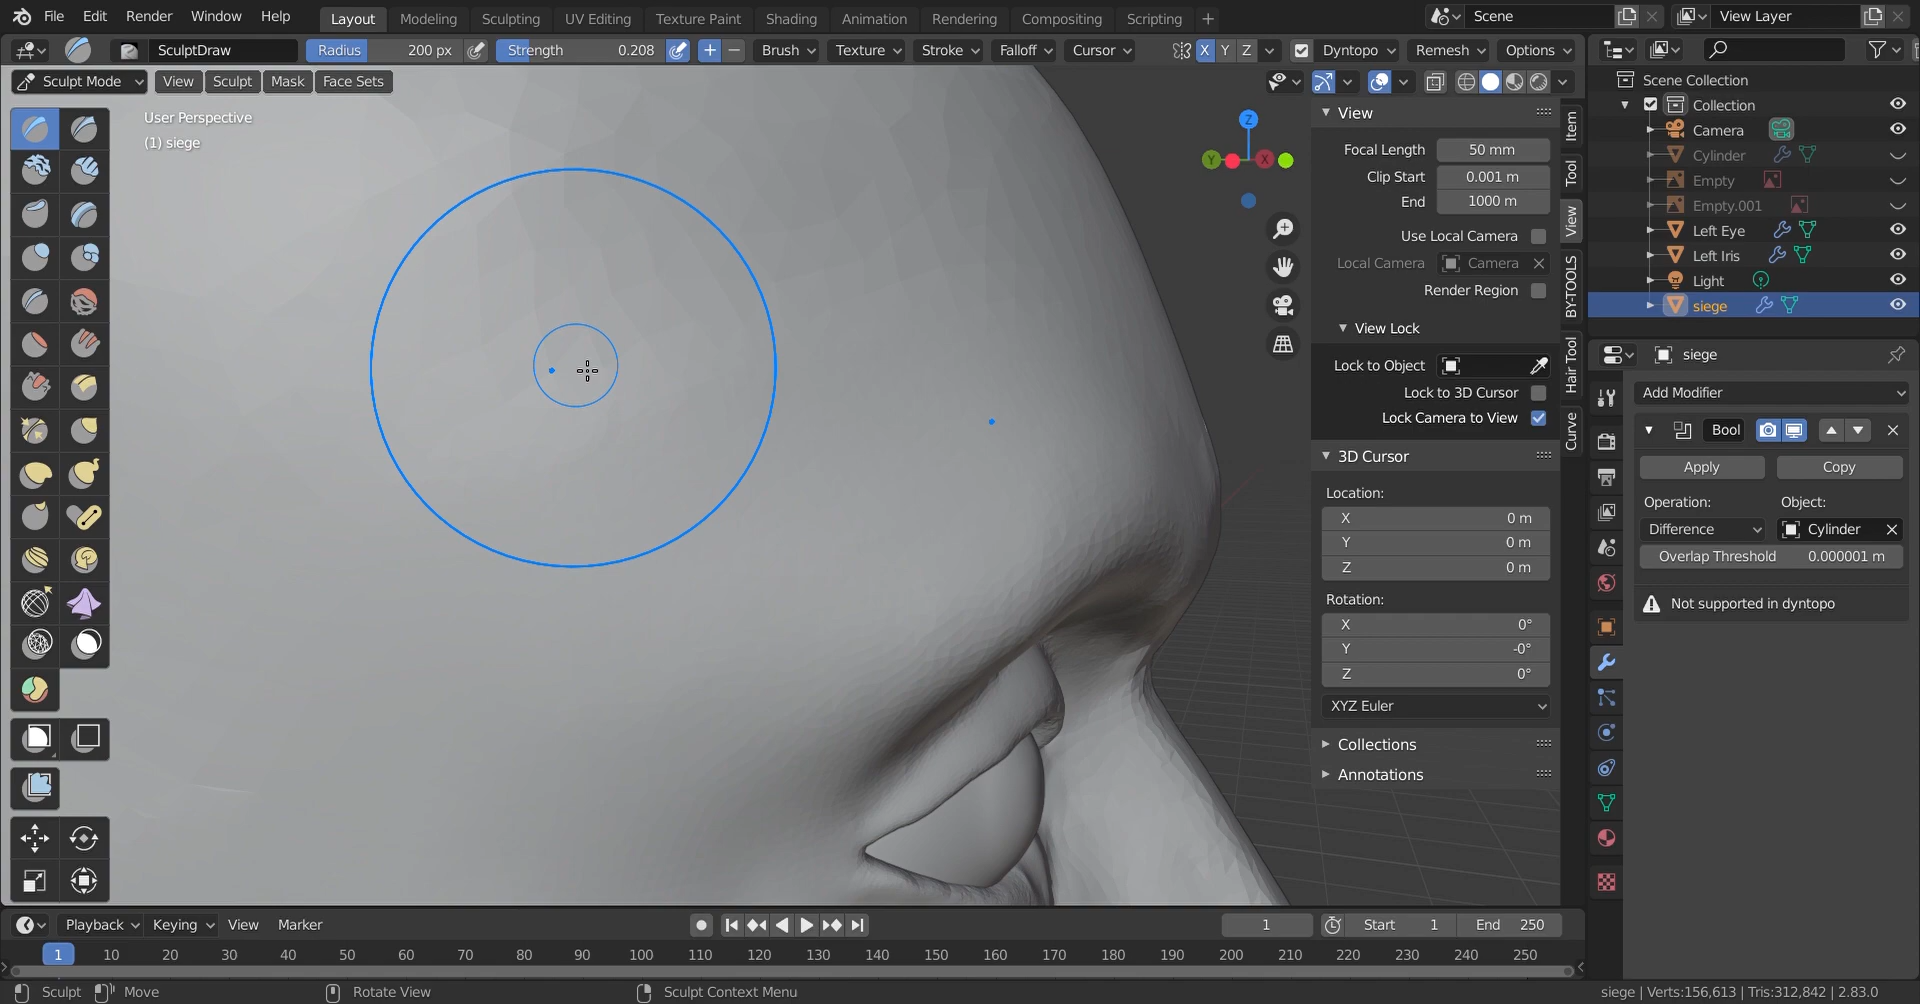 File Edit Render Window Help Layout Modeling Sculpting UV Editing Texture Paint Shading Animation Rendering Compositing Scripting + Scene View Layer
SculptDraw Radius 200 px Strength 0.208 + − Brush Texture Stroke Falloff Cursor X Y Z Dyntopo Remesh Options
Sculpt Mode View Sculpt Mask Face Sets
User Perspective
(1) siege
Z
Y X
View
Focal Length 50 mm
Clip Start 0.001 m
End 1000 m
Use Local Camera
Local Camera Camera
Render Region
View Lock
Lock to Object
Lock to 3D Cursor
Lock Camera to View
3D Cursor
Location:
X 0 m
Y 0 m
Z 0 m
Rotation:
X 0°
Y -0°
Z 0°
XYZ Euler
Collections
Annotations
Item
Tool
View
BY-TOOLS
Hair Tool
Curve
Scene Collection
Collection
Camera
Cylinder
Empty
Empty.001
Left Eye
Left Iris
Light
siege
siege
Add Modifier
Bool
Apply Copy
Operation: Object:
Difference Cylinder
Overlap Threshold 0.000001 m
Not supported in dyntopo
Playback Keying View Marker 1 Start 1 End 250
1 10 20 30 40 50 60 70 80 90 100 110 120 130 140 150 160 170 180 190 200 210 220 230 240 250
Sculpt Move Rotate View Sculpt Context Menu siege | Verts:156,613 | Tris:312,842 | 2.83.0